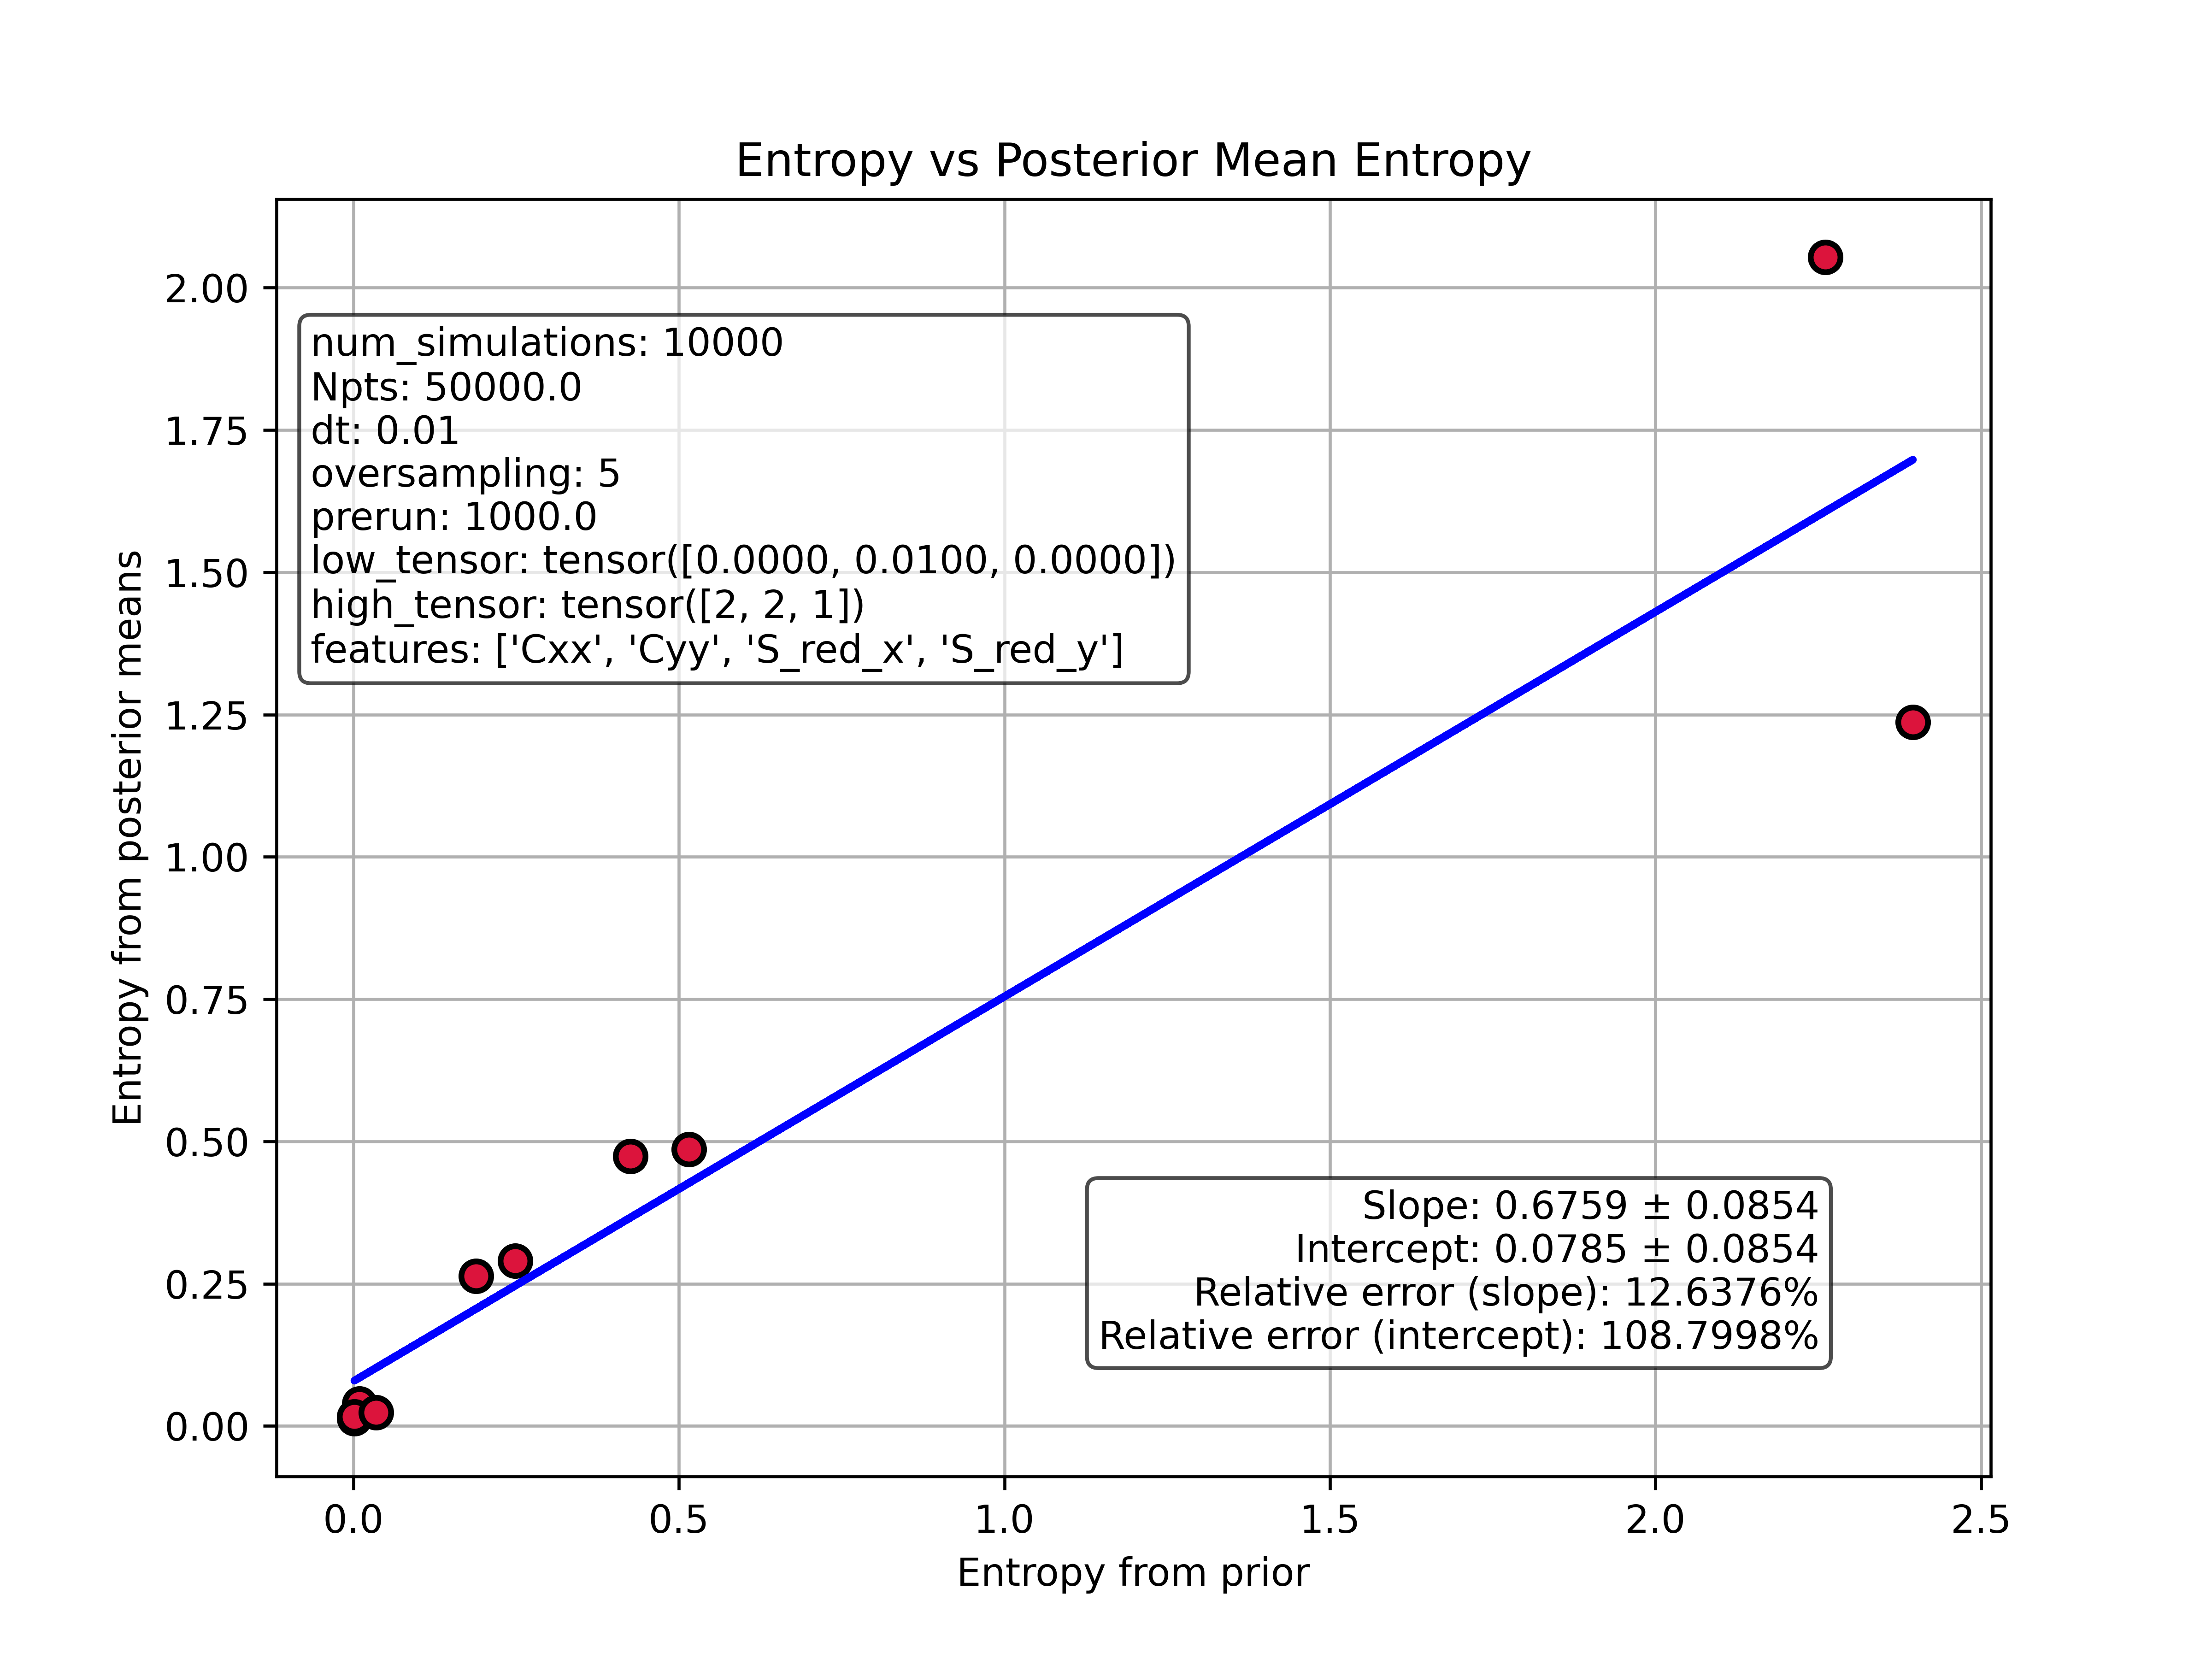 Entropy vs Posterior Mean Entropy
Entropy from posterior means
2.00
1.75
1.50
1.25
1.00
0.75
0.50
0.25
0.00
num_simulations: 10000
Npts: 50000.0
dt: 0.01
oversampling: 5
prerun: 1000.0
low_tensor: tensor([0.0000, 0.0100, 0.0000])
high_tensor: tensor([2, 2, 1])
features: ['Cxx', 'Cyy', 'S_red_x', 'S_red_y']
Slope: 0.6759 ± 0.0854
Intercept: 0.0785 ± 0.0854
Relative error (slope): 12.6376%
Relative error (intercept): 108.7998%
0.0 0.5 1.0 1.5 2.0 2.5
Entropy from prior